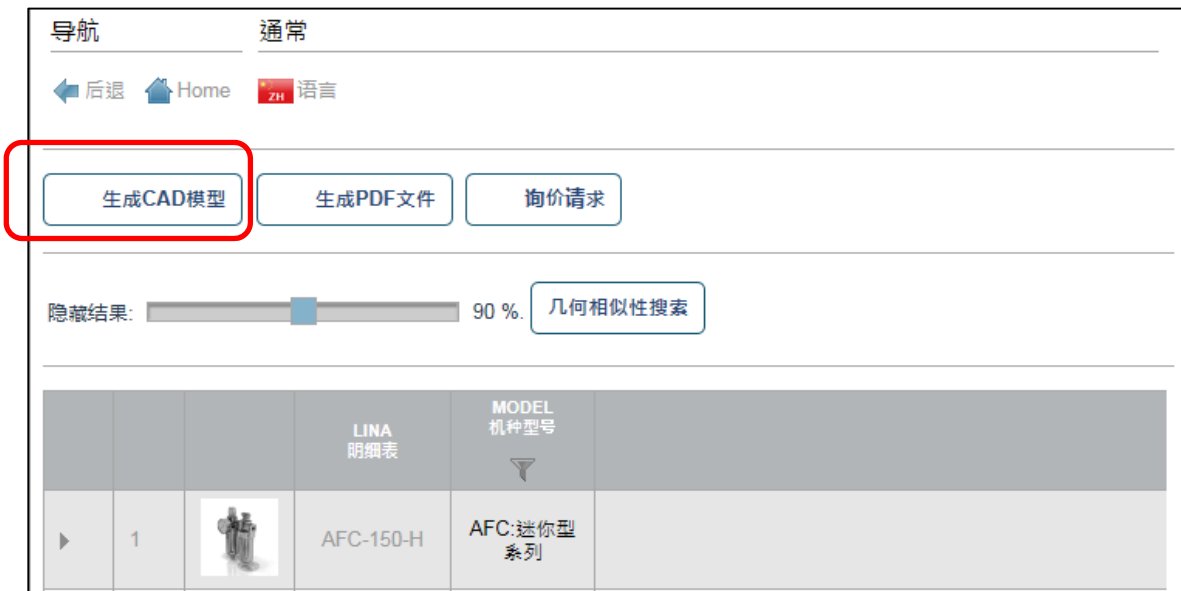 导航 通常
后退 Home ZH 语言
生成CAD模型 生成PDF文件 询价请求
隐藏结果: 90 %. 几何相似性搜索
LINA
明细表
MODEL
机种型号
1 AFC-150-H AFC:迷你型
系列